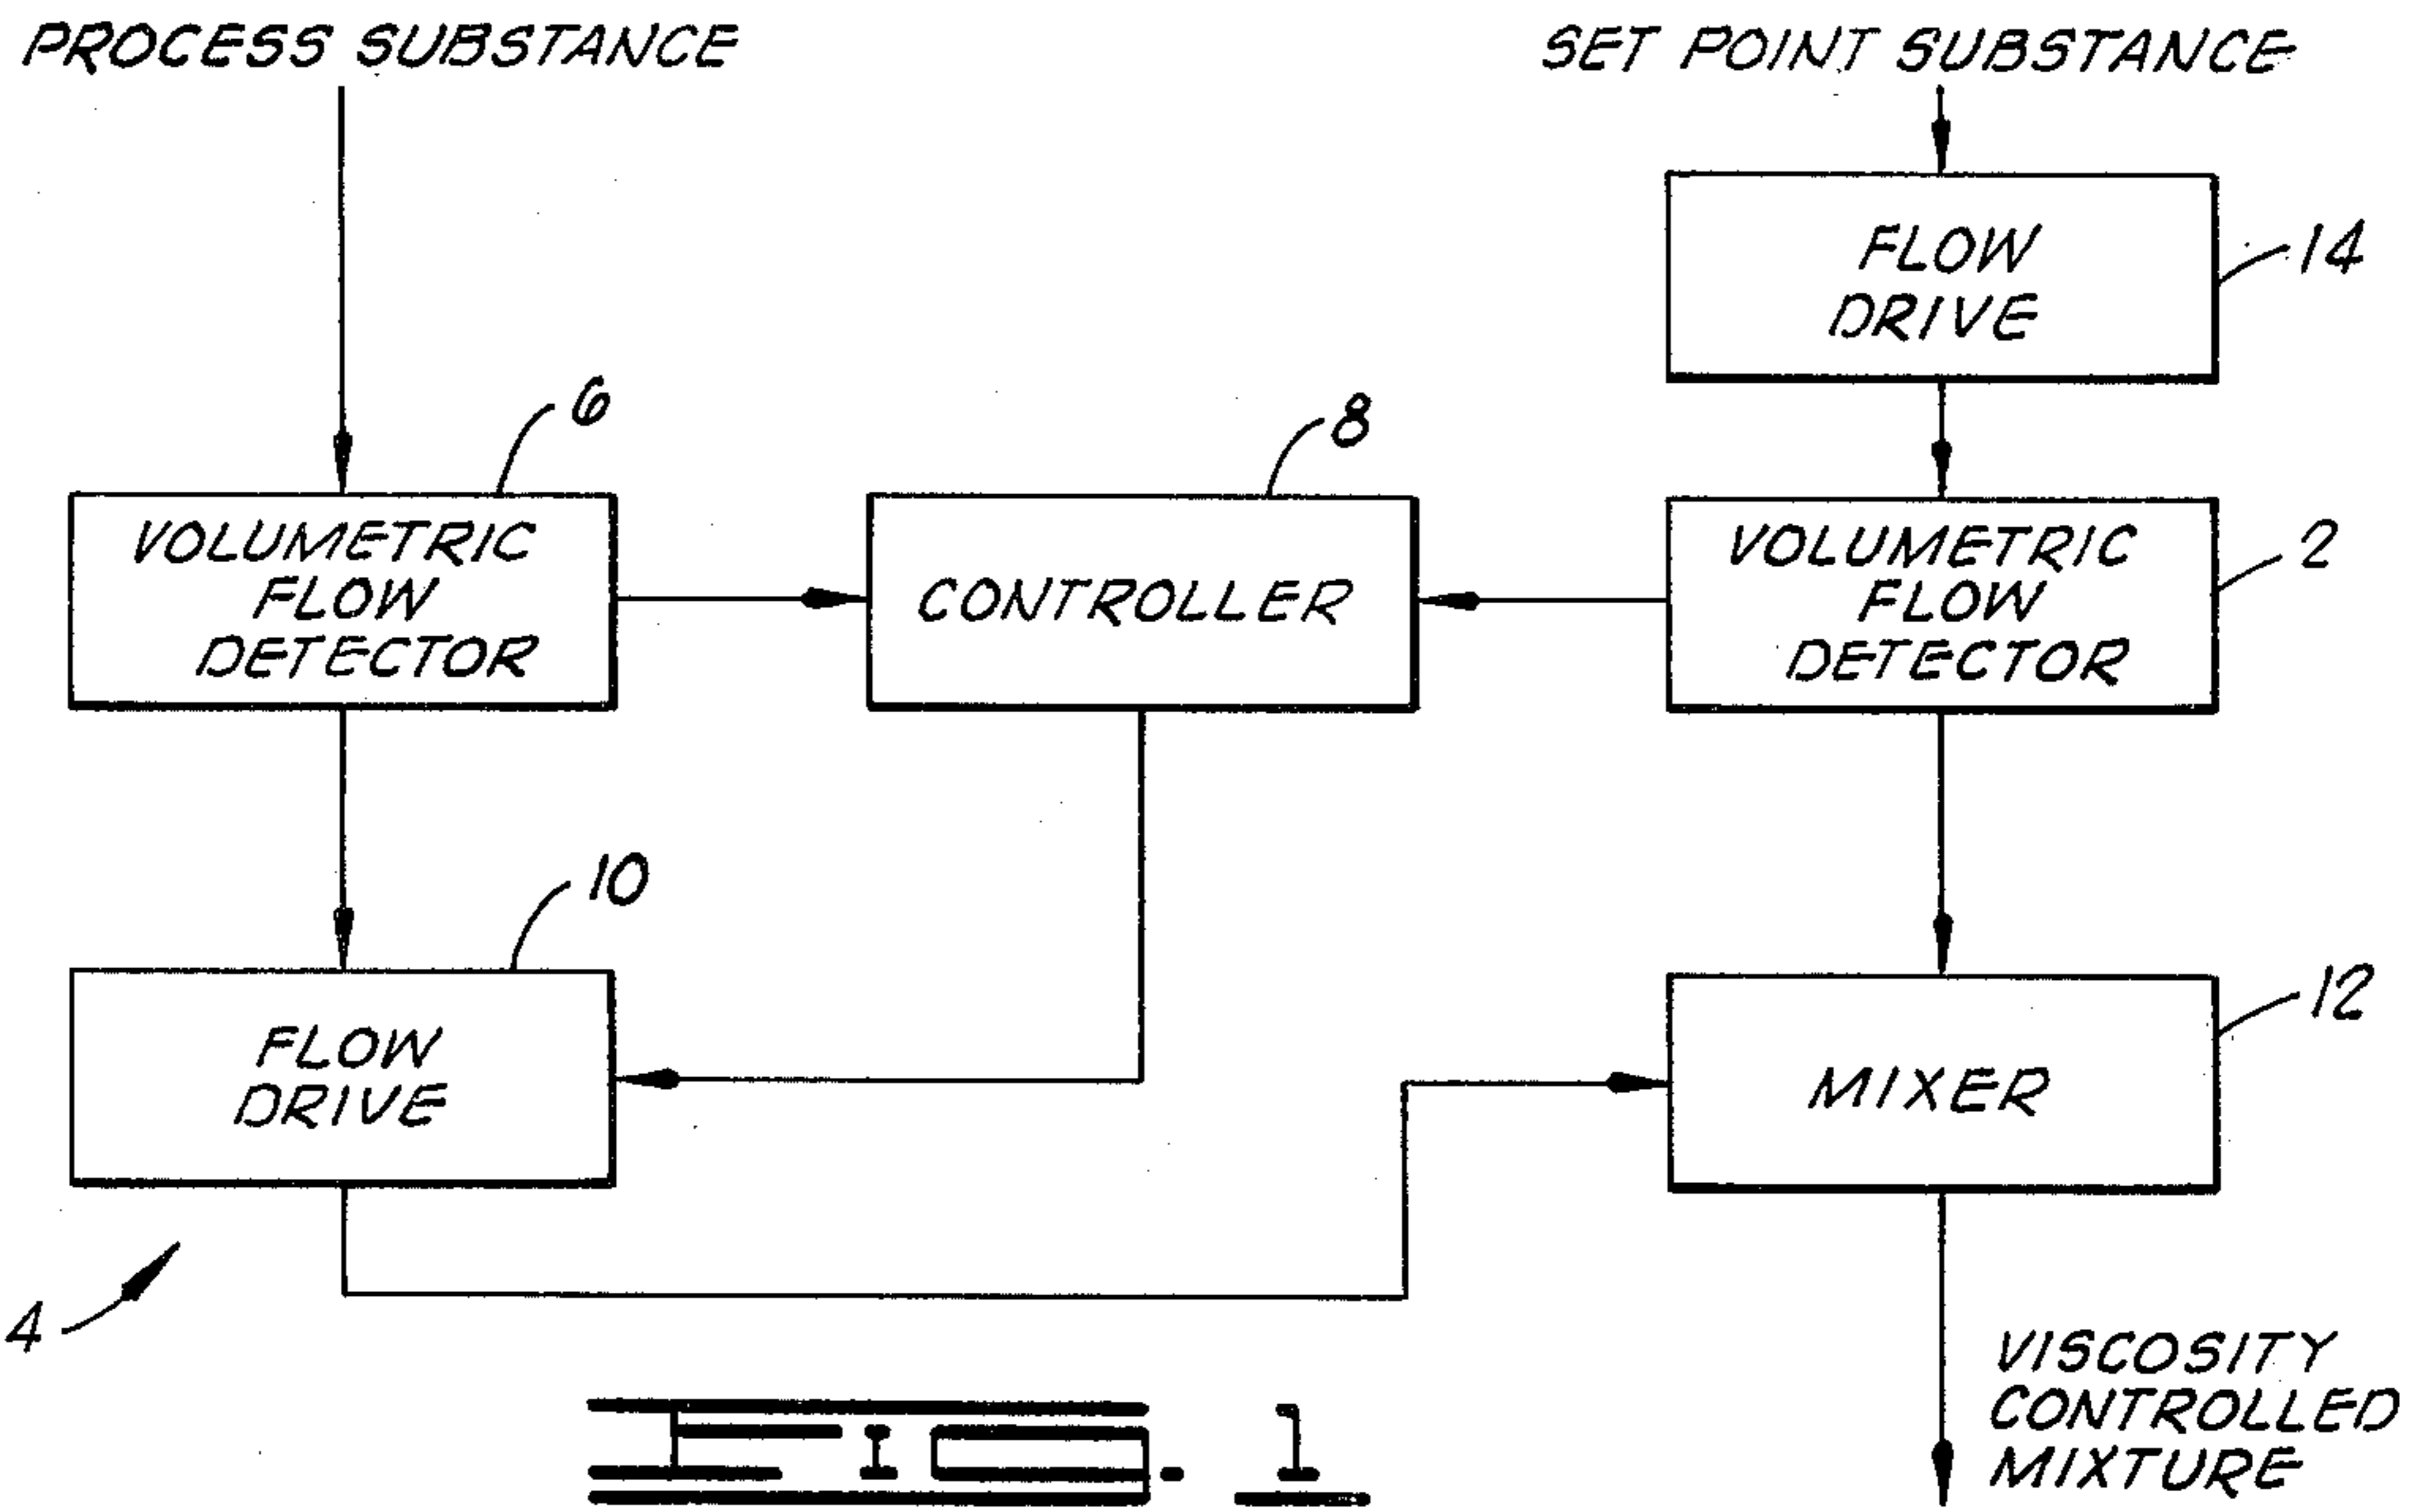 PROCESS SUBSTANCE
SET POINT SUBSTANCE
FLOW
DRIVE
14
6
8
VOLUMETRIC
FLOW
DETECTOR
CONTROLLER
VOLUMETRIC
FLOW
DETECTOR
2
10
FLOW
DRIVE
12
MIXER
4
VISCOSITY
CONTROLLED
MIXTURE
FIG. 1